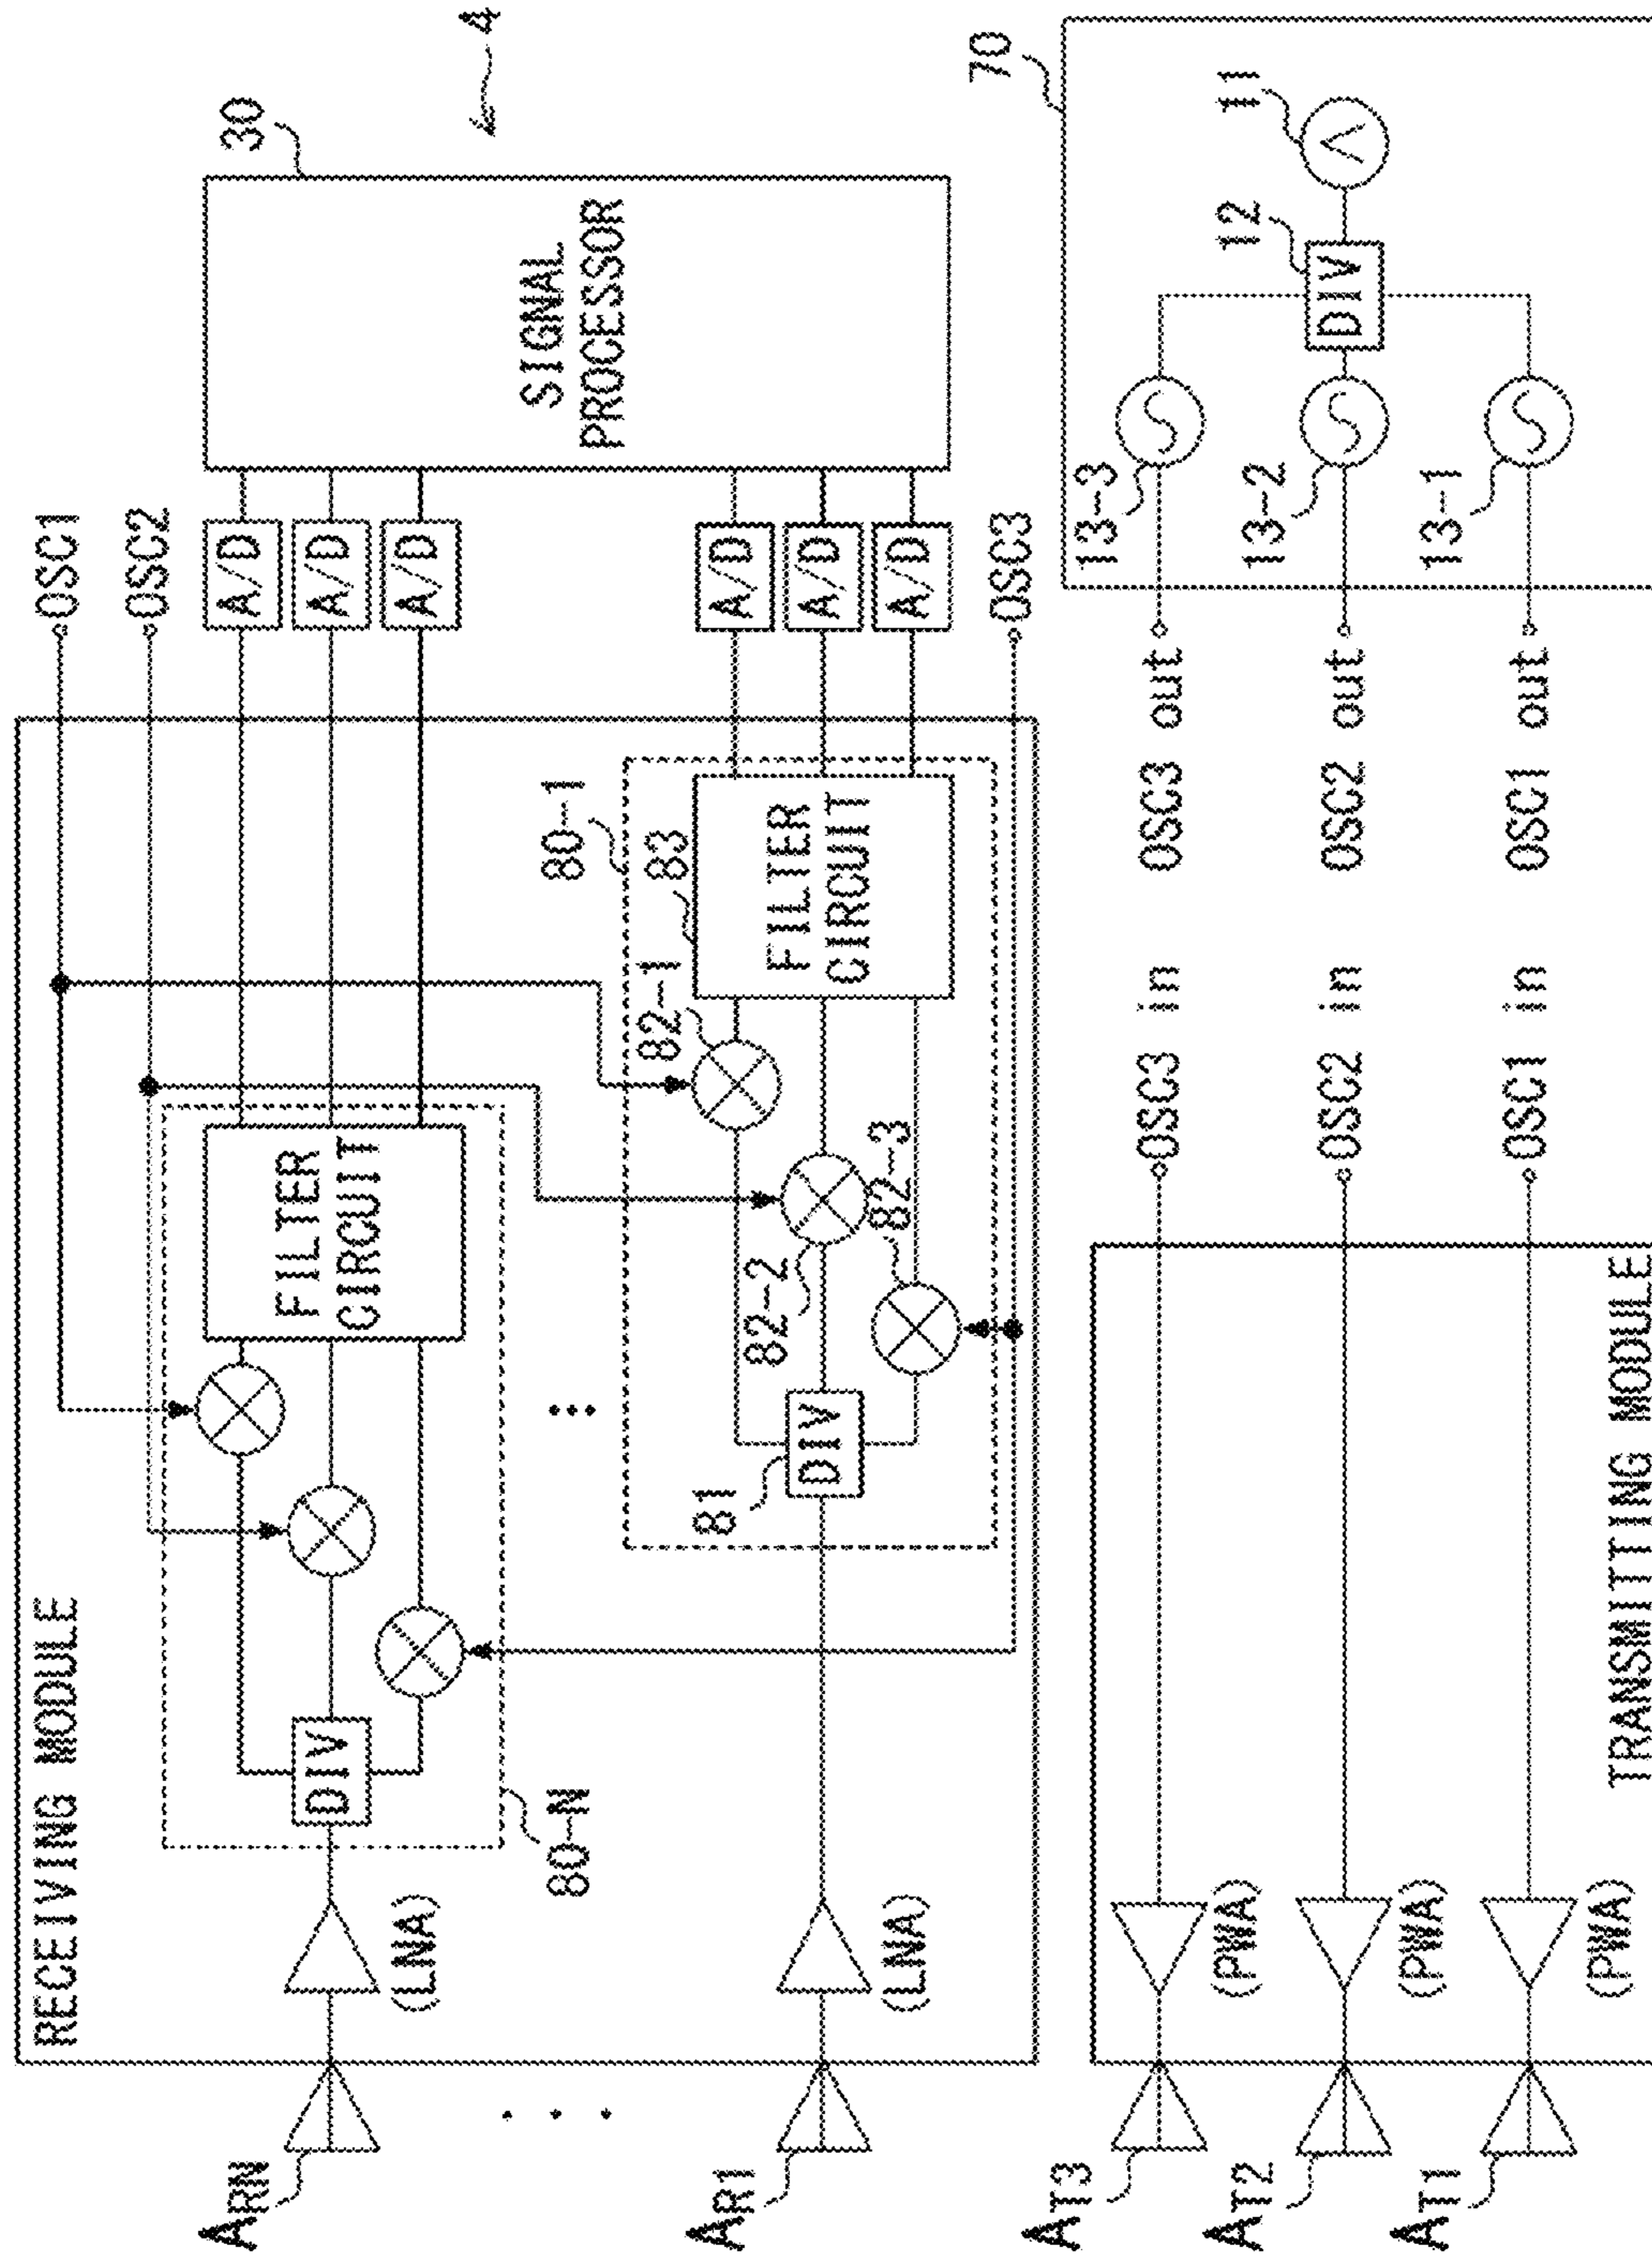 4
RECEIVING MODULE
OSC1
OSC2
30
SIGNAL
PROCESSOR
A/D
A/D
A/D
FILTER
CIRCUIT
DIV
(LNA)
ARN
80-N
80-1
82-1
83
FILTER
CIRCUIT
A/D
A/D
A/D
82-2
82-3
81
DIV
(LNA)
AR1
OSC3
70
AT3
(PWA)
OSC3 in
OSC3 out
13-3
11
12
DIV
AT2
(PWA)
OSC2 in
OSC2 out
13-2
AT1
(PWA)
OSC1 in
OSC1 out
13-1
TRANSMITTING MODULE